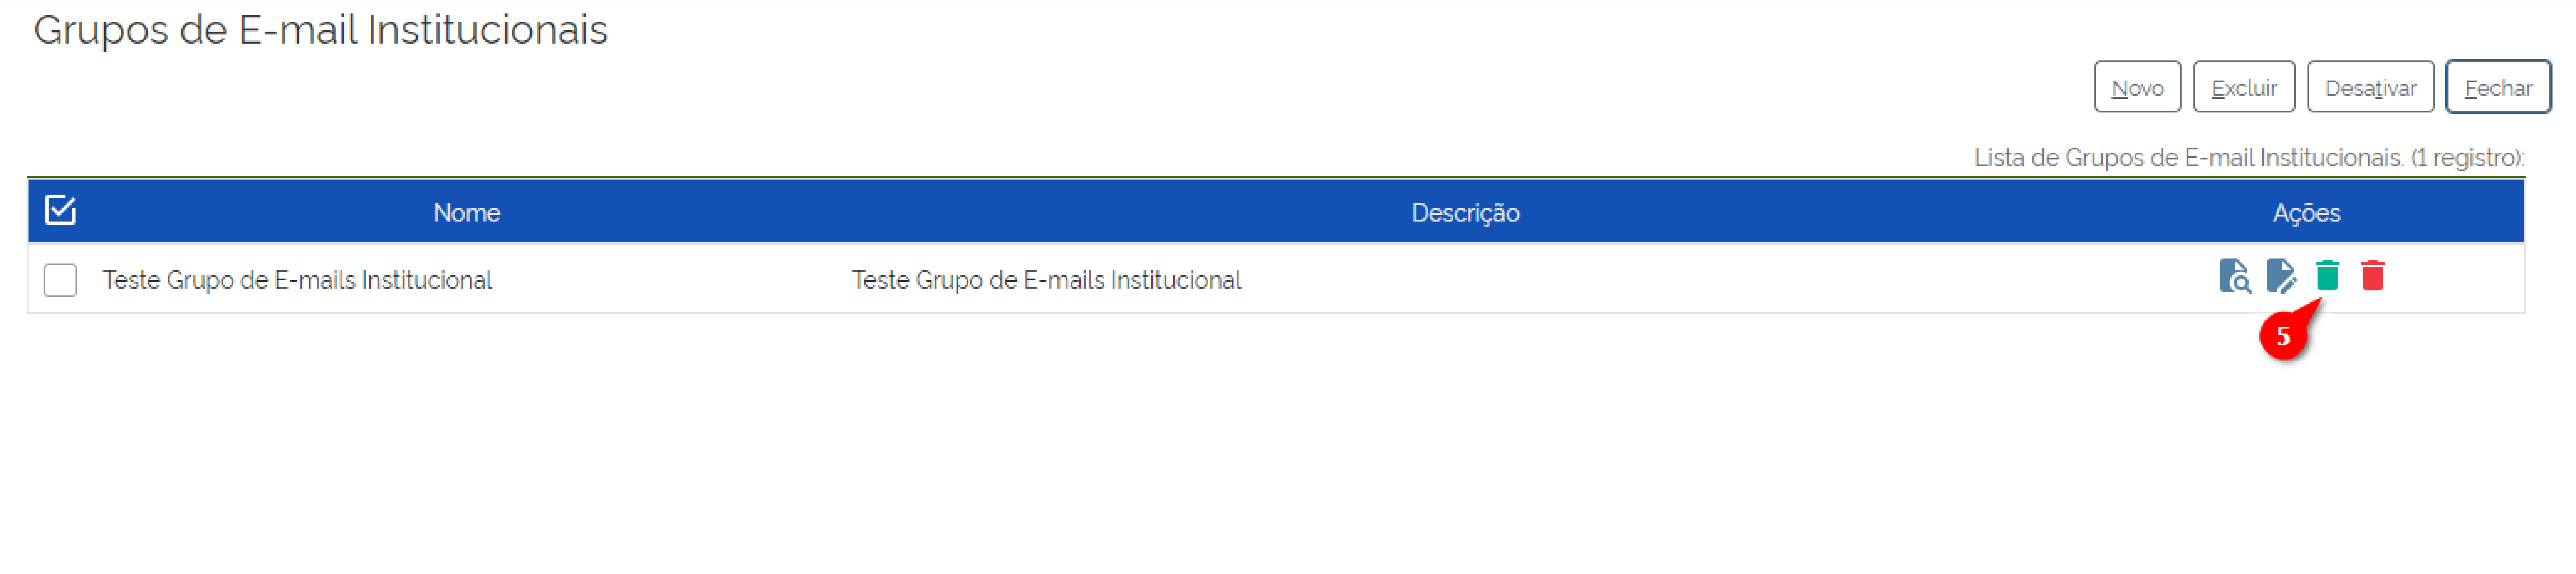 Grupos de E-mail Institucionais
Novo Excluir Desativar Fechar
Lista de Grupos de E-mail Institucionais. (1 registro):
Nome Descrição Ações
Teste Grupo de E-mails Institucional Teste Grupo de E-mails Institucional
5